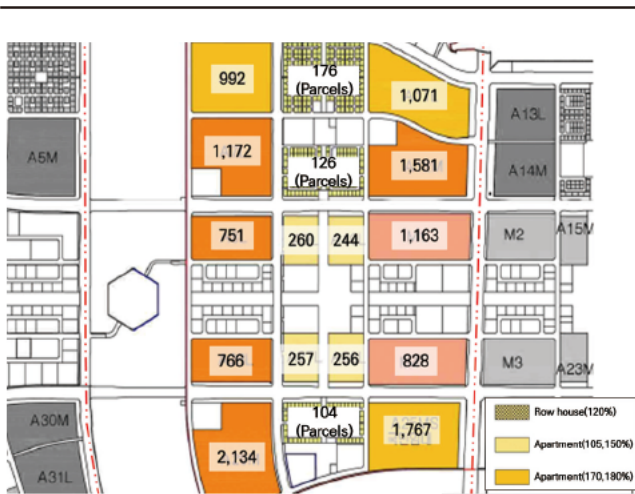 992
176
(Parcels)
1,071
A13L
A5M
1,172
126
(Parcels)
1,581
A14M
751
260
244
1,163
M2
A15M
766
257
256
828
M3
A23M
A30M
104
(Parcels)
1,767
2,134
A31L
Row house(120%)
Apartment(105,150%)
Apartment(170,180%)